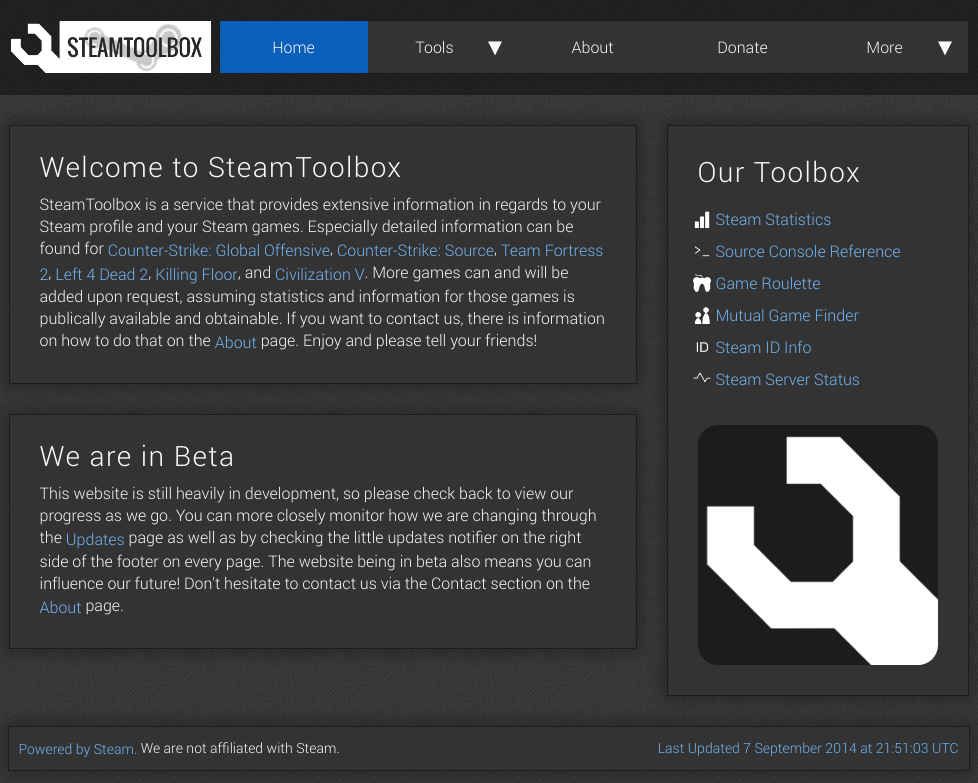 STEAMTOOLBOX
Home
Tools ▼
About
Donate
More ▼
Welcome to SteamToolbox
SteamToolbox is a service that provides extensive information in regards to your
Steam profile and your Steam games. Especially detailed information can be
found for Counter-Strike: Global Offensive, Counter-Strike: Source, Team Fortress
2, Left 4 Dead 2, Killing Floor, and Civilization V. More games can and will be
added upon request, assuming statistics and information for those games is
publically available and obtainable. If you want to contact us, there is information
on how to do that on the About page. Enjoy and please tell your friends!
We are in Beta
This website is still heavily in development, so please check back to view our
progress as we go. You can more closely monitor how we are changing through
the Updates page as well as by checking the little updates notifier on the right
side of the footer on every page. The website being in beta also means you can
influence our future! Don't hesitate to contact us via the Contact section on the
About page.
Our Toolbox
Steam Statistics
>_ Source Console Reference
Game Roulette
Mutual Game Finder
ID Steam ID Info
Steam Server Status
Powered by Steam. We are not affiliated with Steam.
Last Updated 7 September 2014 at 21:51:03 UTC